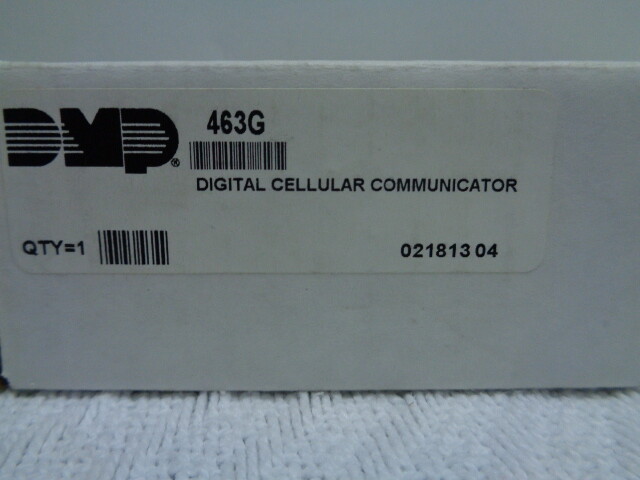 DMP®
463G
DIGITAL CELLULAR COMMUNICATOR
QTY=1
021813 04